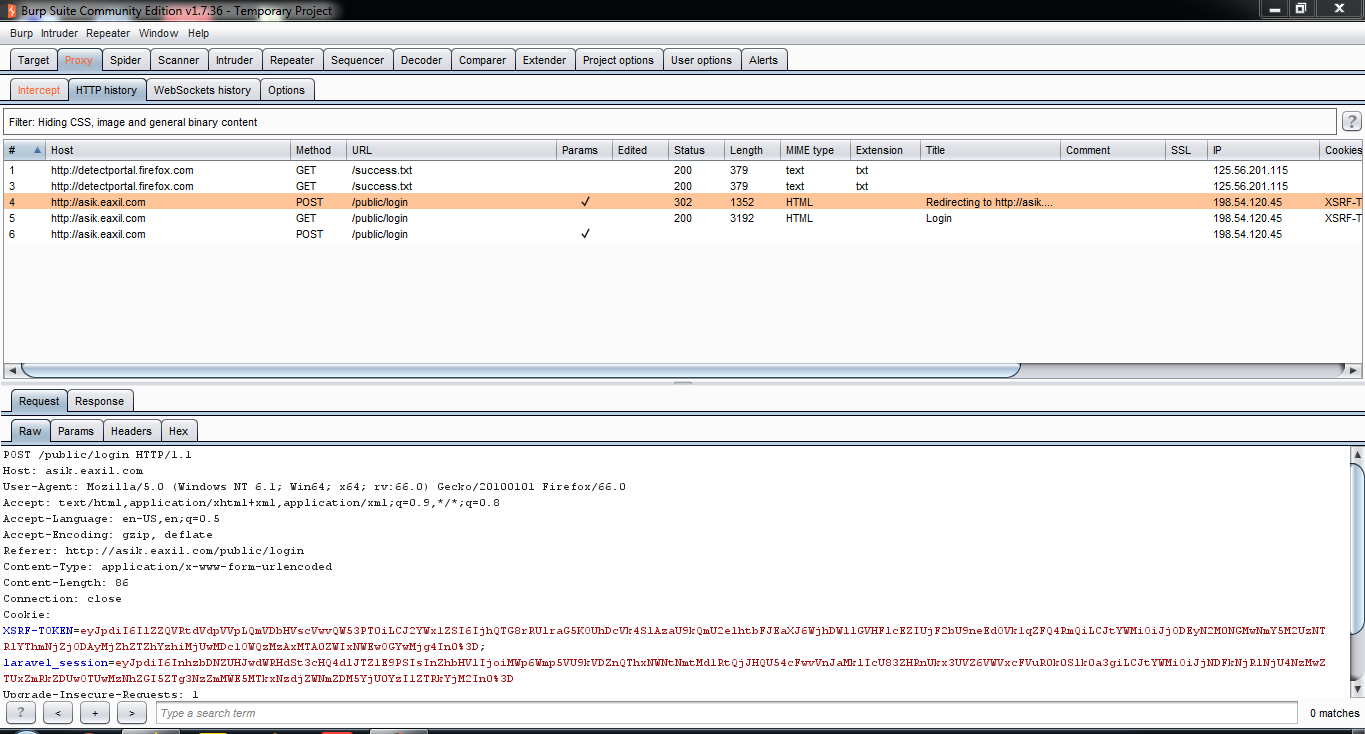 Burp Suite Community Edition v1.7.36 - Temporary Project
Burp Intruder Repeater Window Help
Target Proxy Spider Scanner Intruder Repeater Sequencer Decoder Comparer Extender Project options User options Alerts
Intercept HTTP history WebSockets history Options
Filter: Hiding CSS, image and general binary content ?
# Host Method URL Params Edited Status Length MIME type Extension Title Comment SSL IP Cookies
1 http://detectportal.firefox.com GET /success.txt 200 379 text txt 125.56.201.115
3 http://detectportal.firefox.com GET /success.txt 200 379 text txt 125.56.201.115
4 http://asik.eaxil.com POST /public/login ✓ 302 1352 HTML Redirecting to http://asik.... 198.54.120.45 XSRF-T
5 http://asik.eaxil.com GET /public/login 200 3192 HTML Login 198.54.120.45 XSRF-T
6 http://asik.eaxil.com POST /public/login ✓ 198.54.120.45
Request Response
Raw Params Headers Hex
POST /public/login HTTP/1.1
Host: asik.eaxil.com
User-Agent: Mozilla/5.0 (Windows NT 6.1; Win64; x64; rv:66.0) Gecko/20100101 Firefox/66.0
Accept: text/html,application/xhtml+xml,application/xml;q=0.9,*/*;q=0.8
Accept-Language: en-US,en;q=0.5
Accept-Encoding: gzip, deflate
Referer: http://asik.eaxil.com/public/login
Content-Type: application/x-www-form-urlencoded
Content-Length: 86
Connection: close
Cookie:
XSRF-TOKEN=
laravel_session=
Upgrade-Insecure-Requests: 1
? < + > Type a search term 0 matches